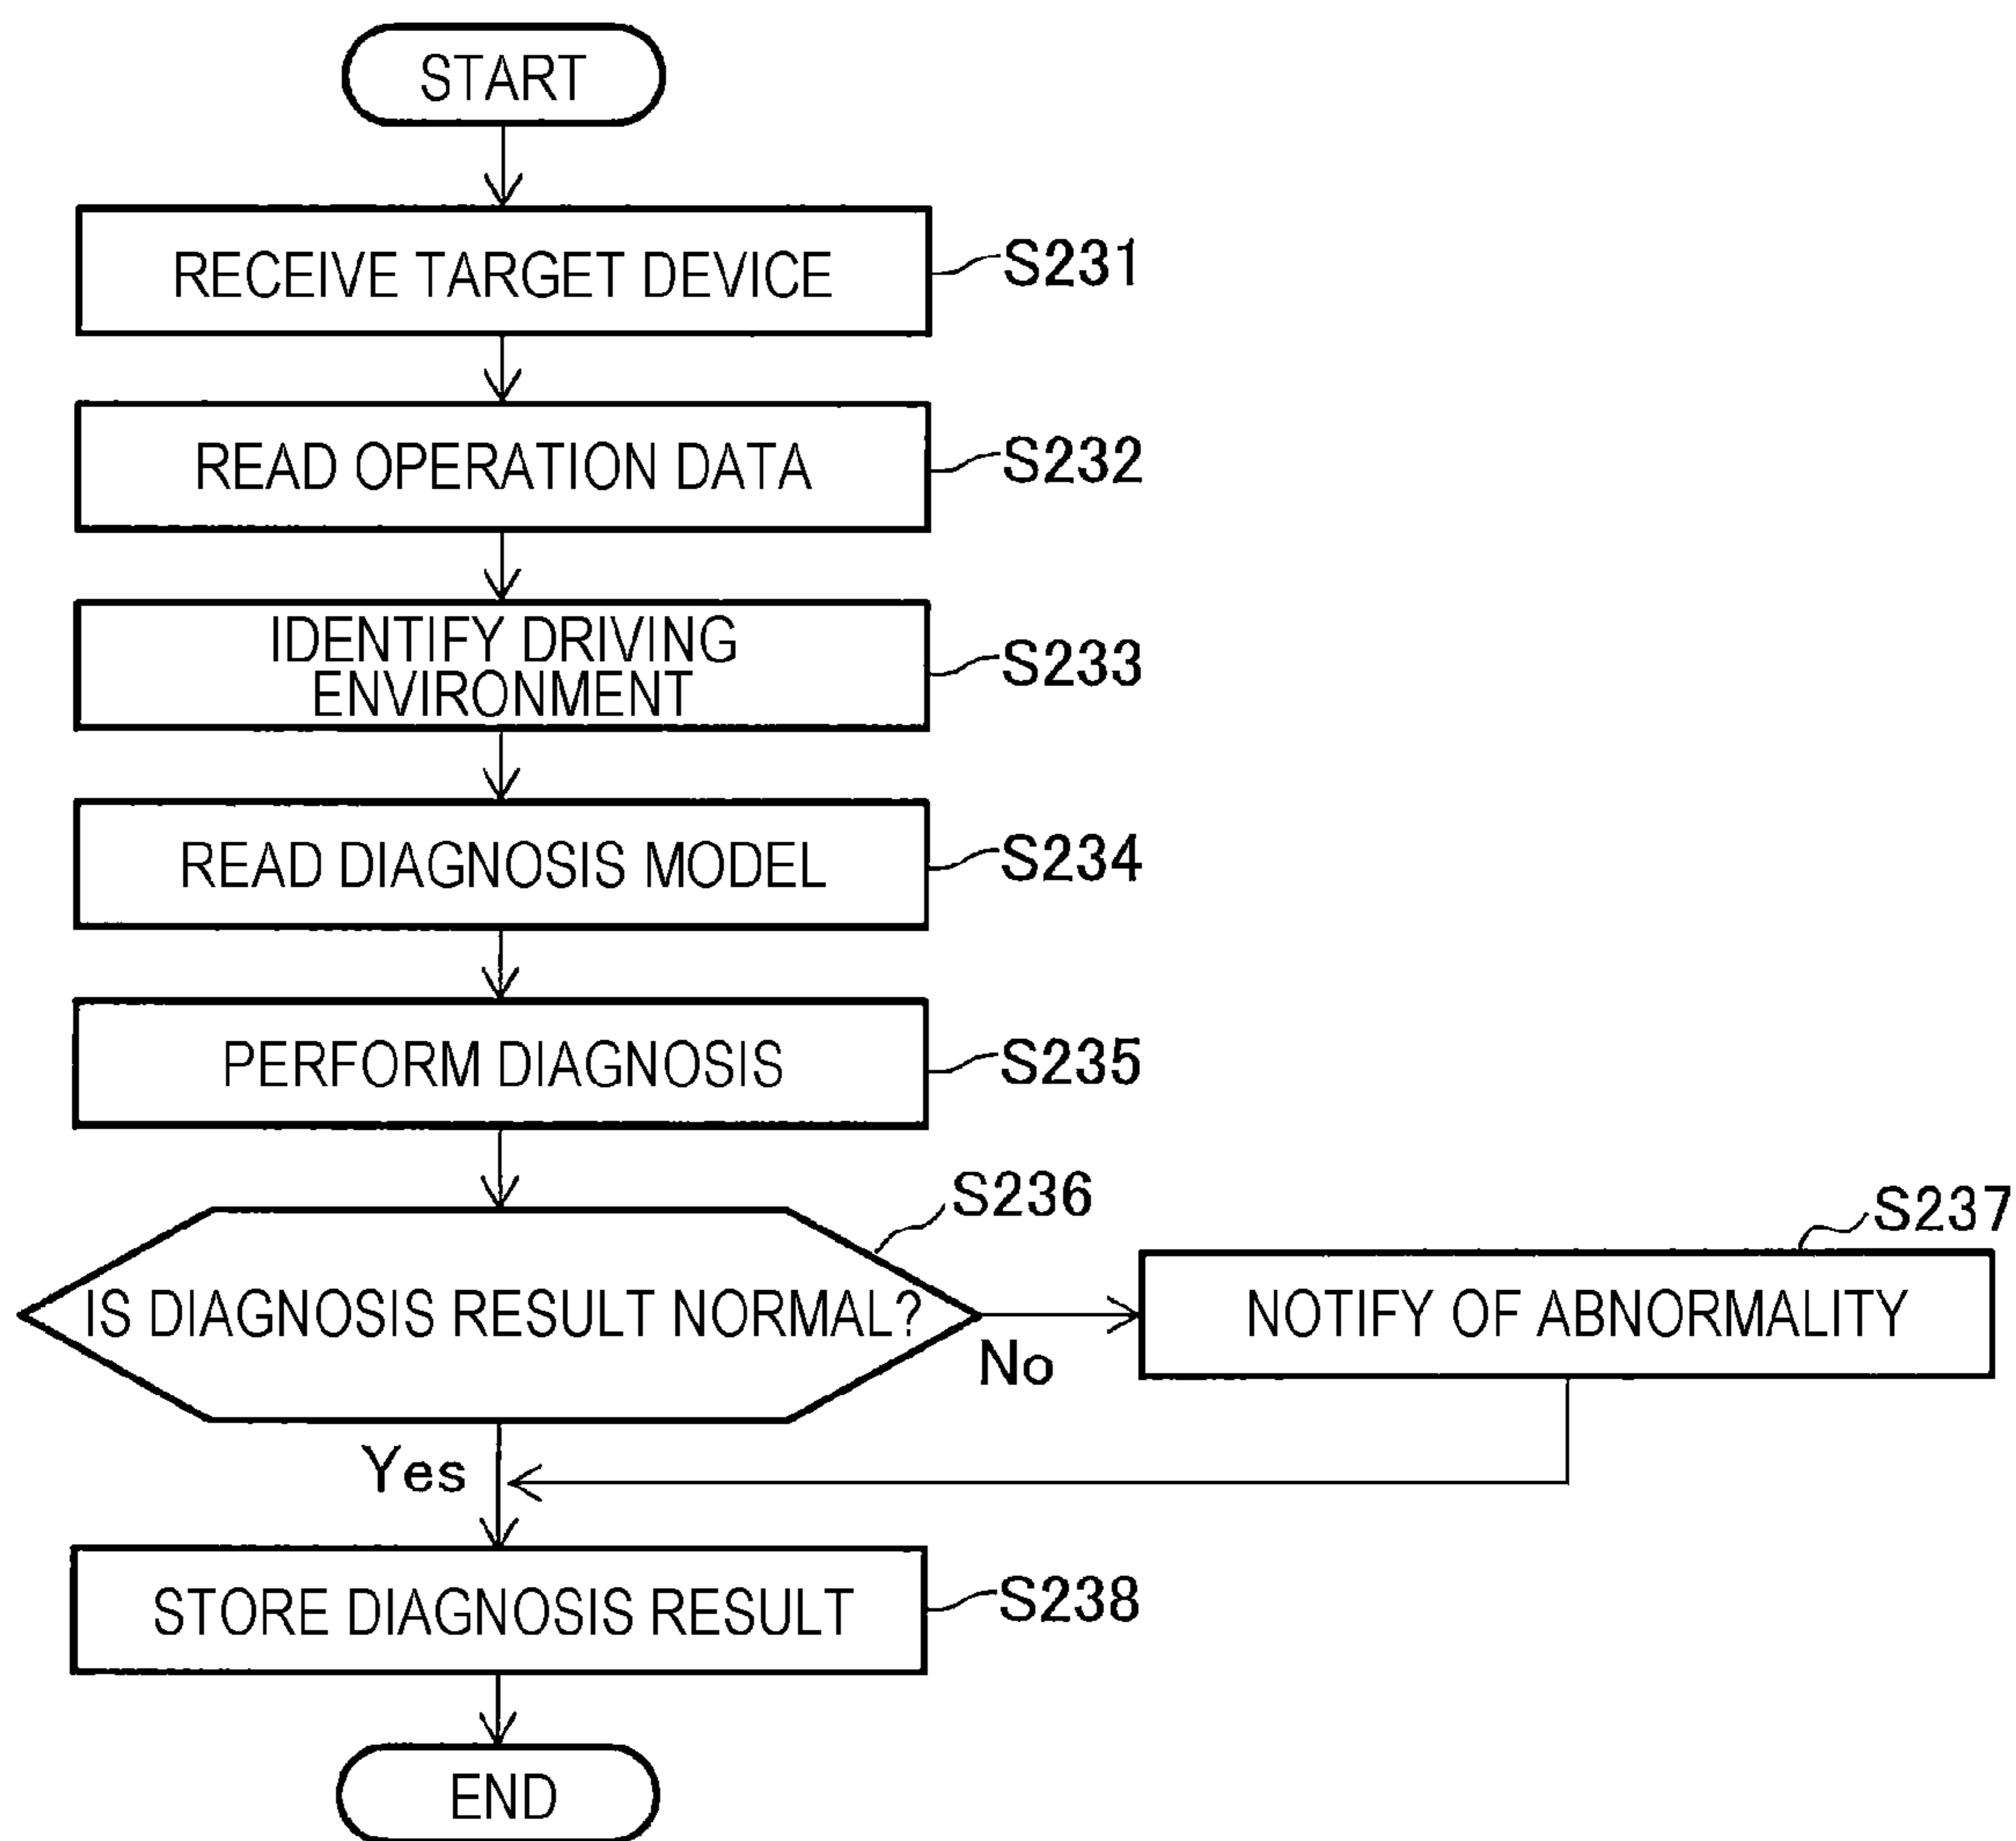 START
RECEIVE TARGET DEVICE
S231
READ OPERATION DATA
S232
IDENTIFY DRIVING
ENVIRONMENT
S233
READ DIAGNOSIS MODEL
S234
PERFORM DIAGNOSIS
S235
S236
IS DIAGNOSIS RESULT NORMAL?
No
S237
NOTIFY OF ABNORMALITY
Yes
STORE DIAGNOSIS RESULT
S238
END